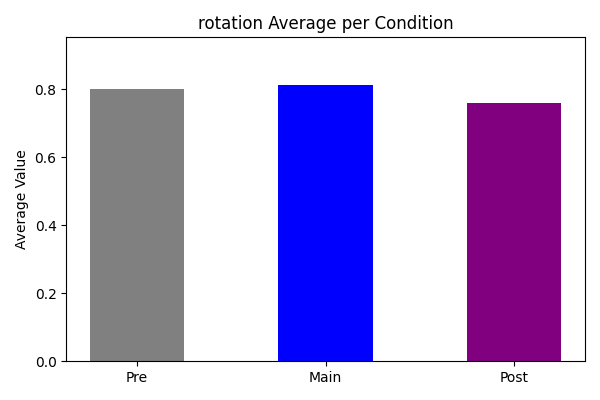 rotation Average per Condition
Average Value
0.8
0.6
0.4
0.2
0.0
Pre
Main
Post